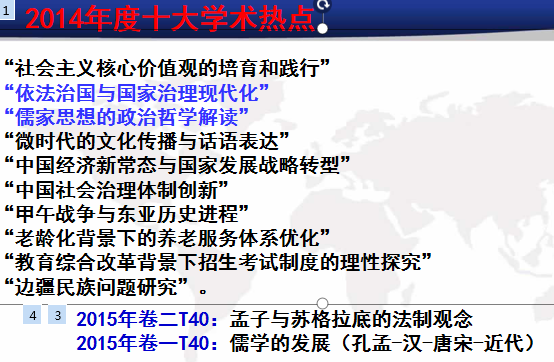 1
2014年度十大学术热点
“社会主义核心价值观的培育和践行”
“依法治国与国家治理现代化”
“儒家思想的政治哲学解读”
“微时代的文化传播与话语表达”
“中国经济新常态与国家发展战略转型”
“中国社会治理体制创新”
“甲午战争与东亚历史进程”
“老龄化背景下的养老服务体系优化”
“教育综合改革背景下招生考试制度的理性探究”
“边疆民族问题研究”。
4 3 2015年卷二T40：孟子与苏格拉底的法制观念
2015年卷一T40：儒学的发展（孔孟-汉-唐宋-近代）